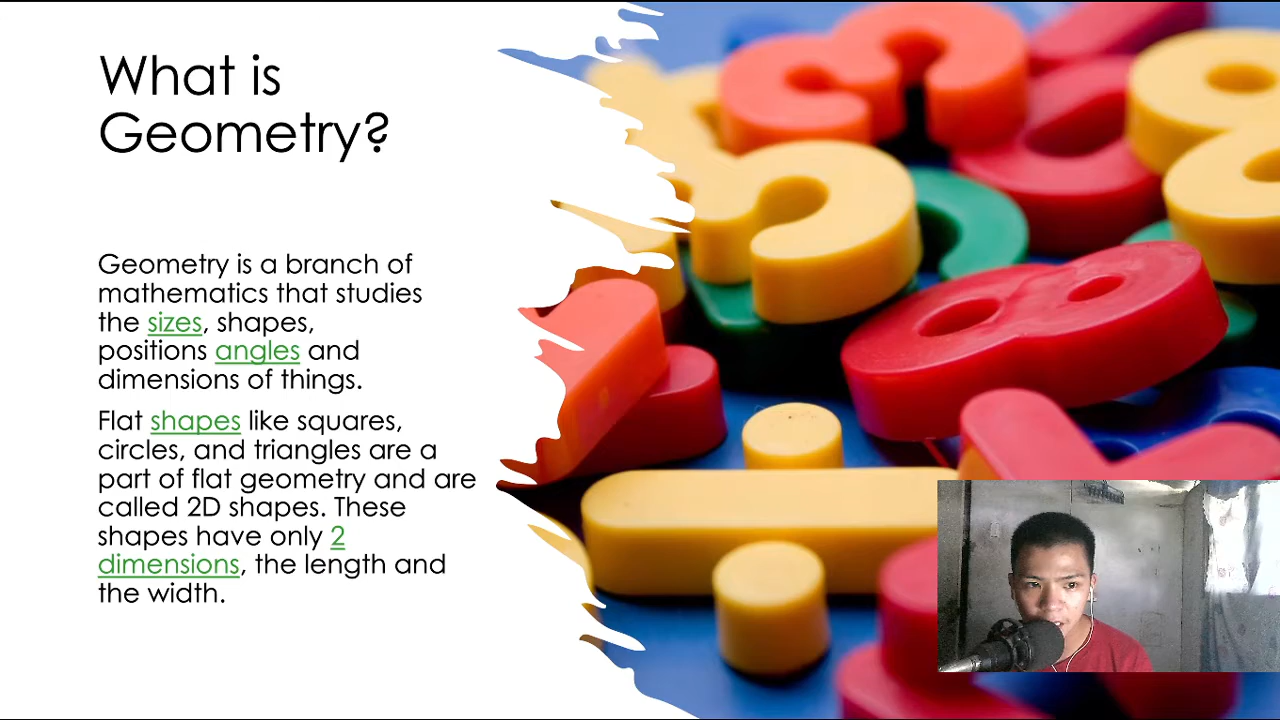 What is
Geometry?
Geometry is a branch of
mathematics that studies
the sizes, shapes,
positions angles and
dimensions of things.
Flat shapes like squares,
circles, and triangles are a
part of flat geometry and are
called 2D shapes. These
shapes have only 2
dimensions, the length and
the width.